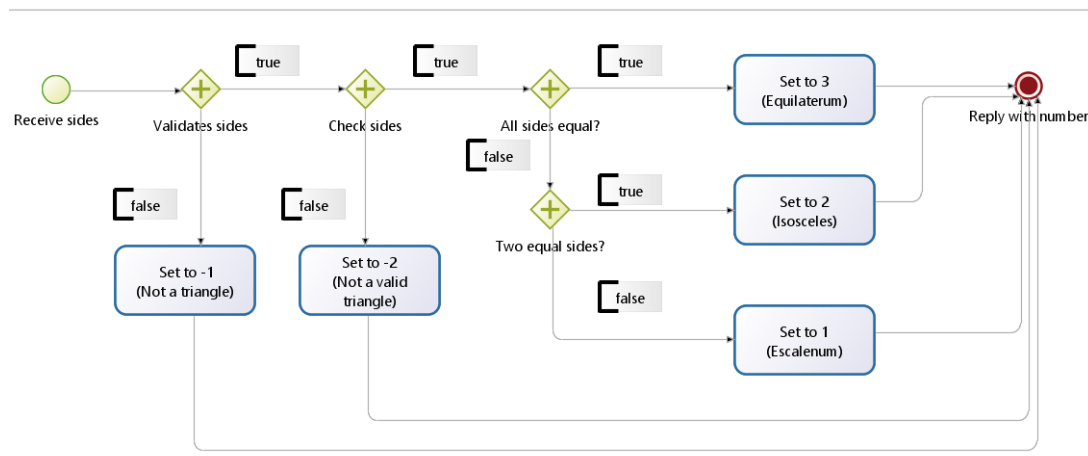 true
true
true
Set to 3
(Equilaterum)
Receive sides
Validates sides
Check sides
All sides equal?
Reply with number
false
true
Set to 2
(Isosceles)
false
false
Two equal sides?
Set to -1
(Not a triangle)
Set to -2
(Not a valid
triangle)
false
Set to 1
(Escalenum)